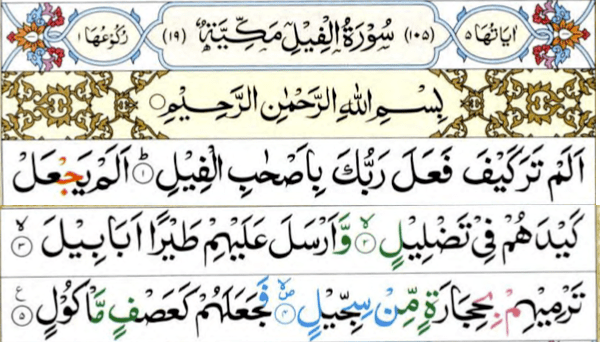 اٰيَاتُهَا ٥ (١٠٥) سُوْرَةُ الْفِيْلِ مَكِّيَّةٌ (١٩) رُكُوْعُهَا ١
بِسْمِ اللّٰهِ الرَّحْمٰنِ الرَّحِيْمِ
اَلَمْ تَرَ كَيْفَ فَعَلَ رَبُّكَ بِاَصْحٰبِ الْفِيْلِ ؕ﴿١﴾ اَلَمْ يَجْعَلْ
كَيْدَهُمْ فِيْ تَضْلِيْلٍ ۙ﴿٢﴾ وَّاَرْسَلَ عَلَيْهِمْ طَيْرًا اَبَابِيْلَ ۙ﴿٣﴾
تَرْمِيْهِمْ بِحِجَارَةٍ مِّنْ سِجِّيْلٍ ۪ۙ﴿٤﴾ فَجَعَلَهُمْ كَعَصْفٍ مَّاْكُوْلٍ ﴿٥﴾ ع